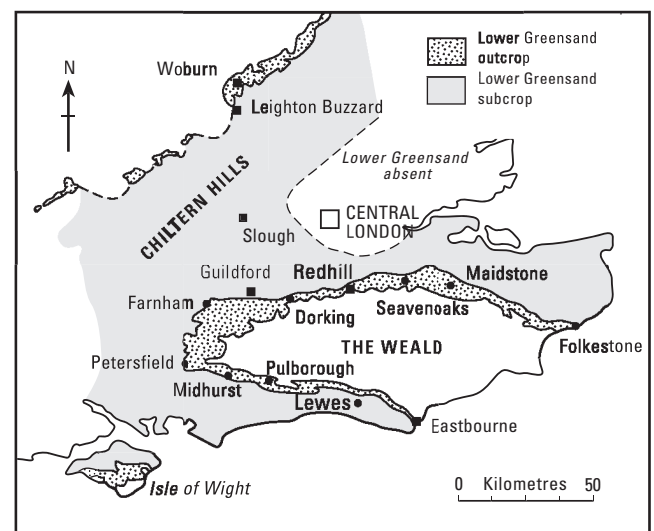 Lower Greensand
outcrop
Lower Greensand
subcrop
N
Woburn
Leighton Buzzard
Lower Greensand
absent
CHILTERN HILLS
CENTRAL
LONDON
Slough
Guildford
Redhill
Maidstone
Farnham
Dorking
Seavenoaks
THE WEALD
Folkestone
Petersfield
Pulborough
Midhurst
Lewes
Eastbourne
Isle of Wight
0 Kilometres 50